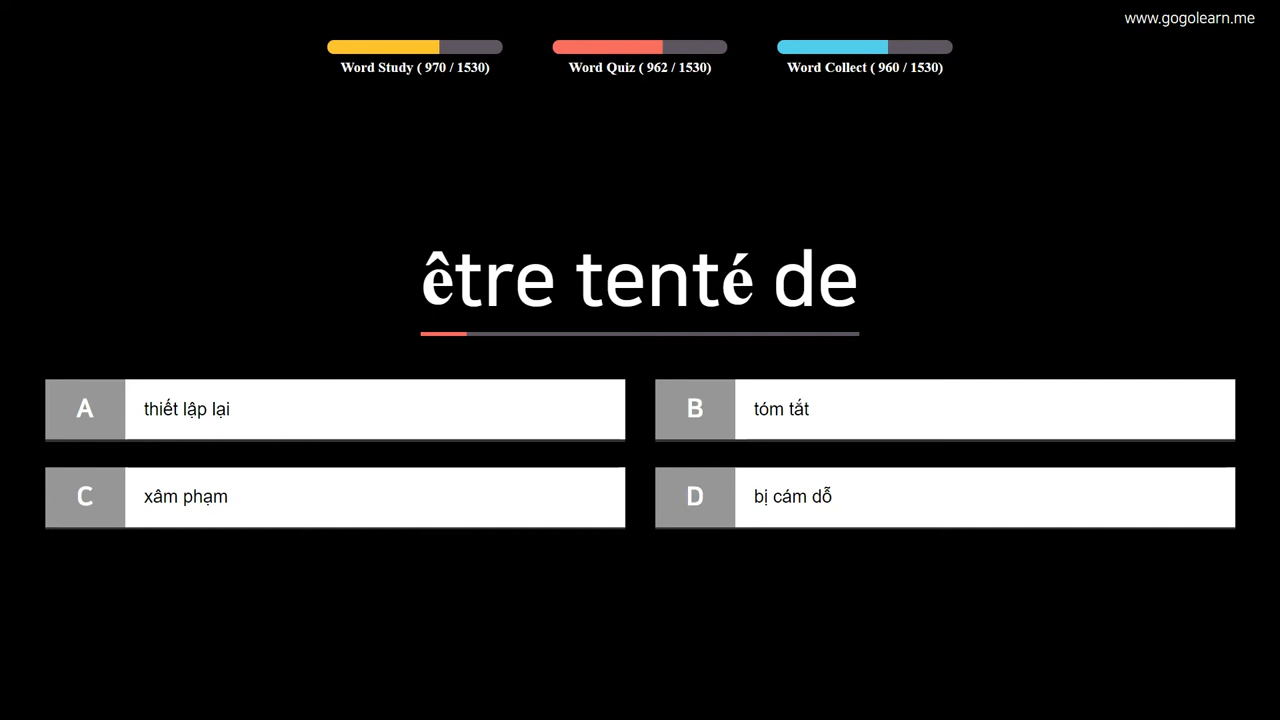 www.gogolearn.me
Word Study ( 970 / 1530)
Word Quiz ( 962 / 1530)
Word Collect ( 960 / 1530)
être tenté de
A thiết lập lại
B tóm tắt
C xâm phạm
D bị cám dỗ